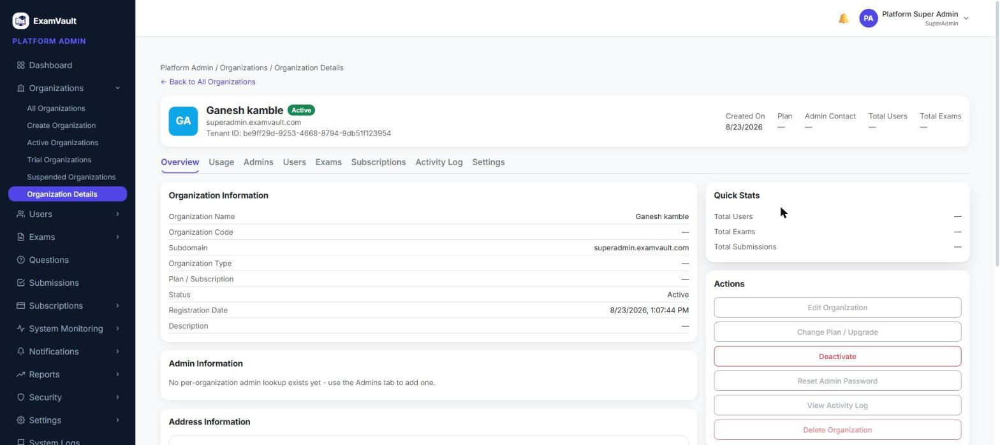 ExamVault
PLATFORM ADMIN
Dashboard
Organizations
All Organizations
Create Organization
Active Organizations
Trial Organizations
Suspended Organizations
Organization Details
Users
Exams
Questions
Submissions
Subscriptions
System Monitoring
Notifications
Reports
Security
Settings
System Logs
PA
Platform Super Admin
SuperAdmin
Platform Admin / Organizations / Organization Details
← Back to All Organizations
GA
Ganesh kamble Active
superadmin.examvault.com
Tenant ID: be9ff29d-9253-4668-8794-9db51f123954
Created On Plan Admin Contact Total Users Total Exams
8/23/2026 — — — —
Overview Usage Admins Users Exams Subscriptions Activity Log Settings
Organization Information
Organization Name Ganesh kamble
Organization Code —
Subdomain superadmin.examvault.com
Organization Type —
Plan / Subscription —
Status Active
Registration Date 8/23/2026, 1:07:44 PM
Description —
Admin Information
No per-organization admin lookup exists yet - use the Admins tab to add one.
Address Information
Quick Stats
Total Users —
Total Exams —
Total Submissions —
Actions
Edit Organization
Change Plan / Upgrade
Deactivate
Reset Admin Password
View Activity Log
Delete Organization